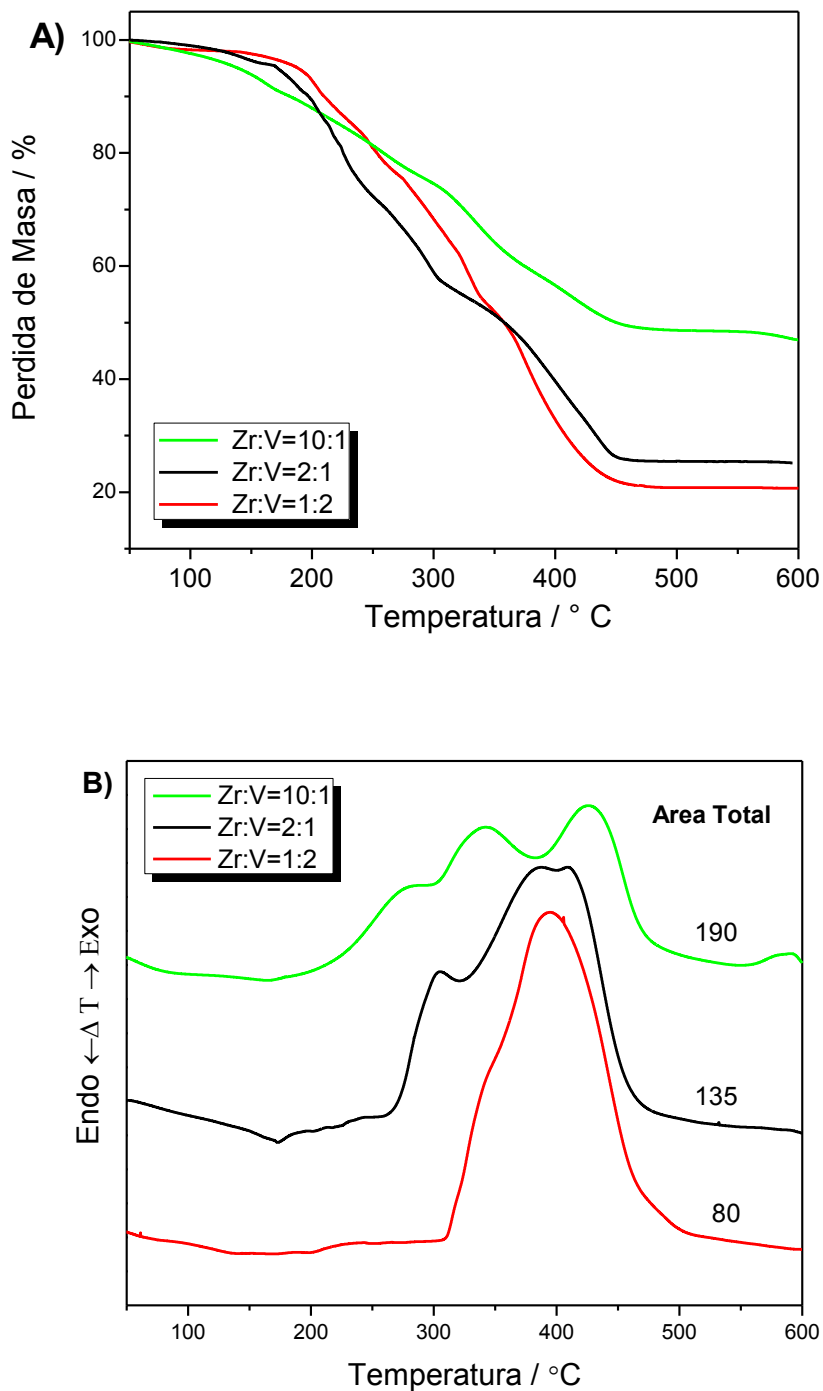 A)
Perdida de Masa / %
100
80
60
40
20
Zr:V=10:1
Zr:V=2:1
Zr:V=1:2
100 200 300 400 500 600
Temperatura / ° C
B)
Endo ←Δ T → Exo
Zr:V=10:1
Zr:V=2:1
Zr:V=1:2
Area Total
190
135
80
100 200 300 400 500 600
Temperatura / °C